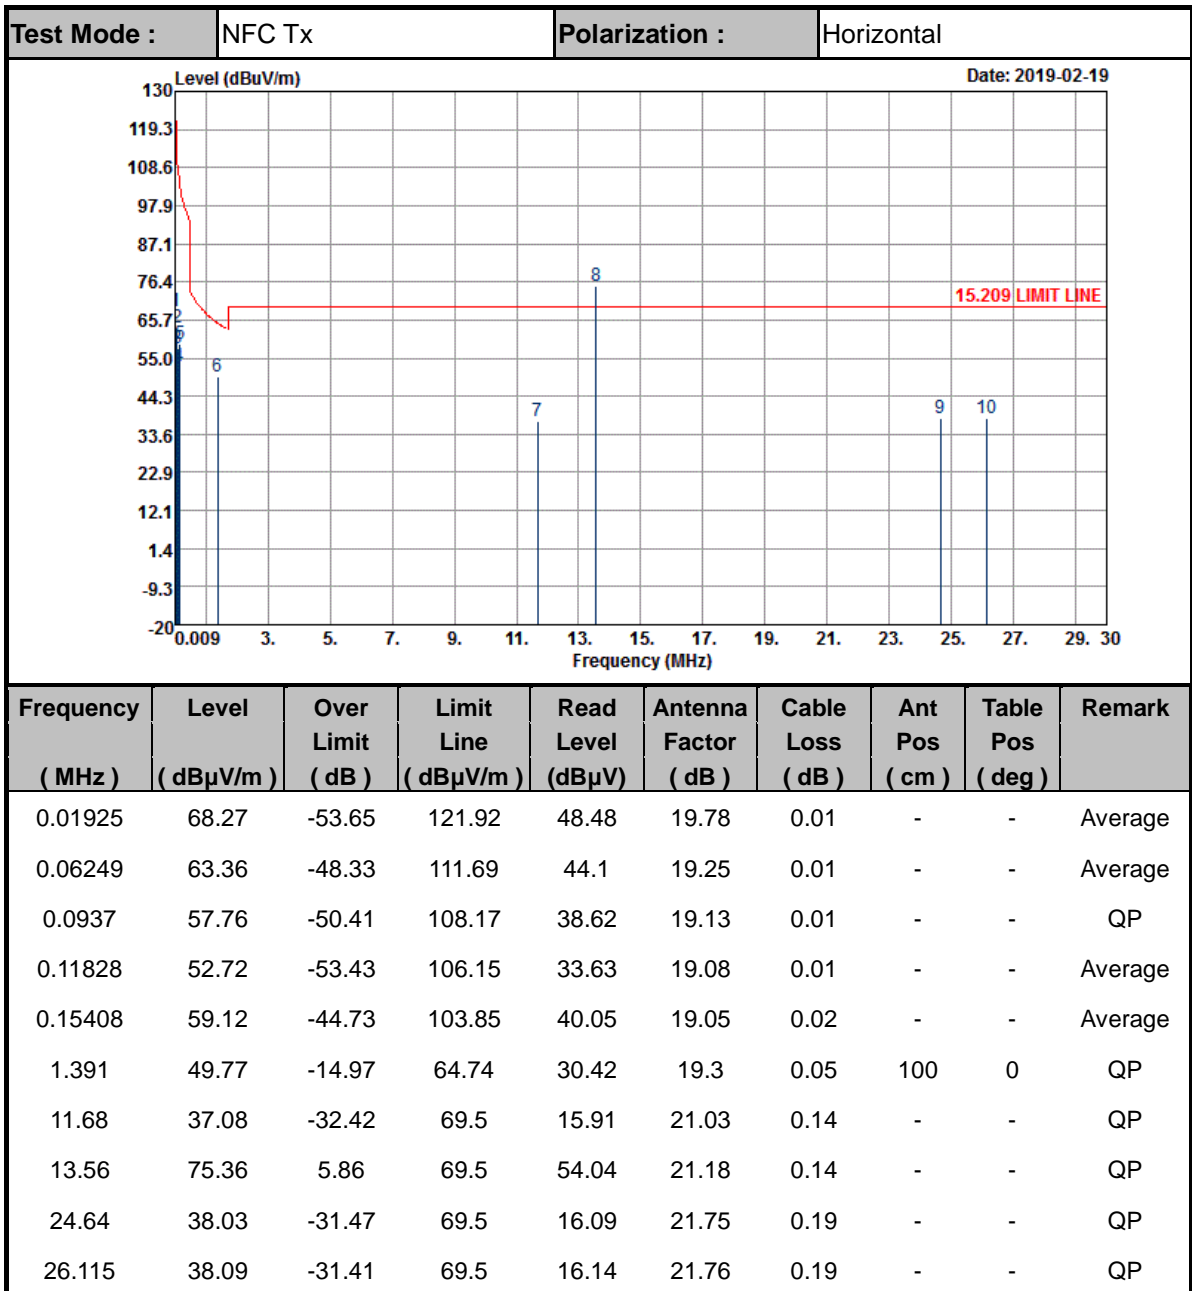 Test Mode : NFC Tx Polarization : Horizontal
Level (dBuV/m) Date: 2019-02-19
130
119.3
108.6
97.9
87.1
76.4
65.7
55.0
44.3
33.6
22.9
12.1
1.4
-9.3
-20
15.209 LIMIT LINE
1
2
5
6
7
8
9
10
0.009 3. 5. 7. 9. 11. 13. 15. 17. 19. 21. 23. 25. 27. 29. 30
Frequency (MHz)
Frequency Level Over Limit Read Antenna Cable Ant Table Remark
Limit Line Level Factor Loss Pos Pos
( MHz ) ( dBμV/m ) ( dB ) ( dBμV/m ) (dBμV) ( dB ) ( dB ) ( cm ) ( deg )
0.01925 68.27 -53.65 121.92 48.48 19.78 0.01 - - Average
0.06249 63.36 -48.33 111.69 44.1 19.25 0.01 - - Average
0.0937 57.76 -50.41 108.17 38.62 19.13 0.01 - - QP
0.11828 52.72 -53.43 106.15 33.63 19.08 0.01 - - Average
0.15408 59.12 -44.73 103.85 40.05 19.05 0.02 - - Average
1.391 49.77 -14.97 64.74 30.42 19.3 0.05 100 0 QP
11.68 37.08 -32.42 69.5 15.91 21.03 0.14 - - QP
13.56 75.36 5.86 69.5 54.04 21.18 0.14 - - QP
24.64 38.03 -31.47 69.5 16.09 21.75 0.19 - - QP
26.115 38.09 -31.41 69.5 16.14 21.76 0.19 - - QP